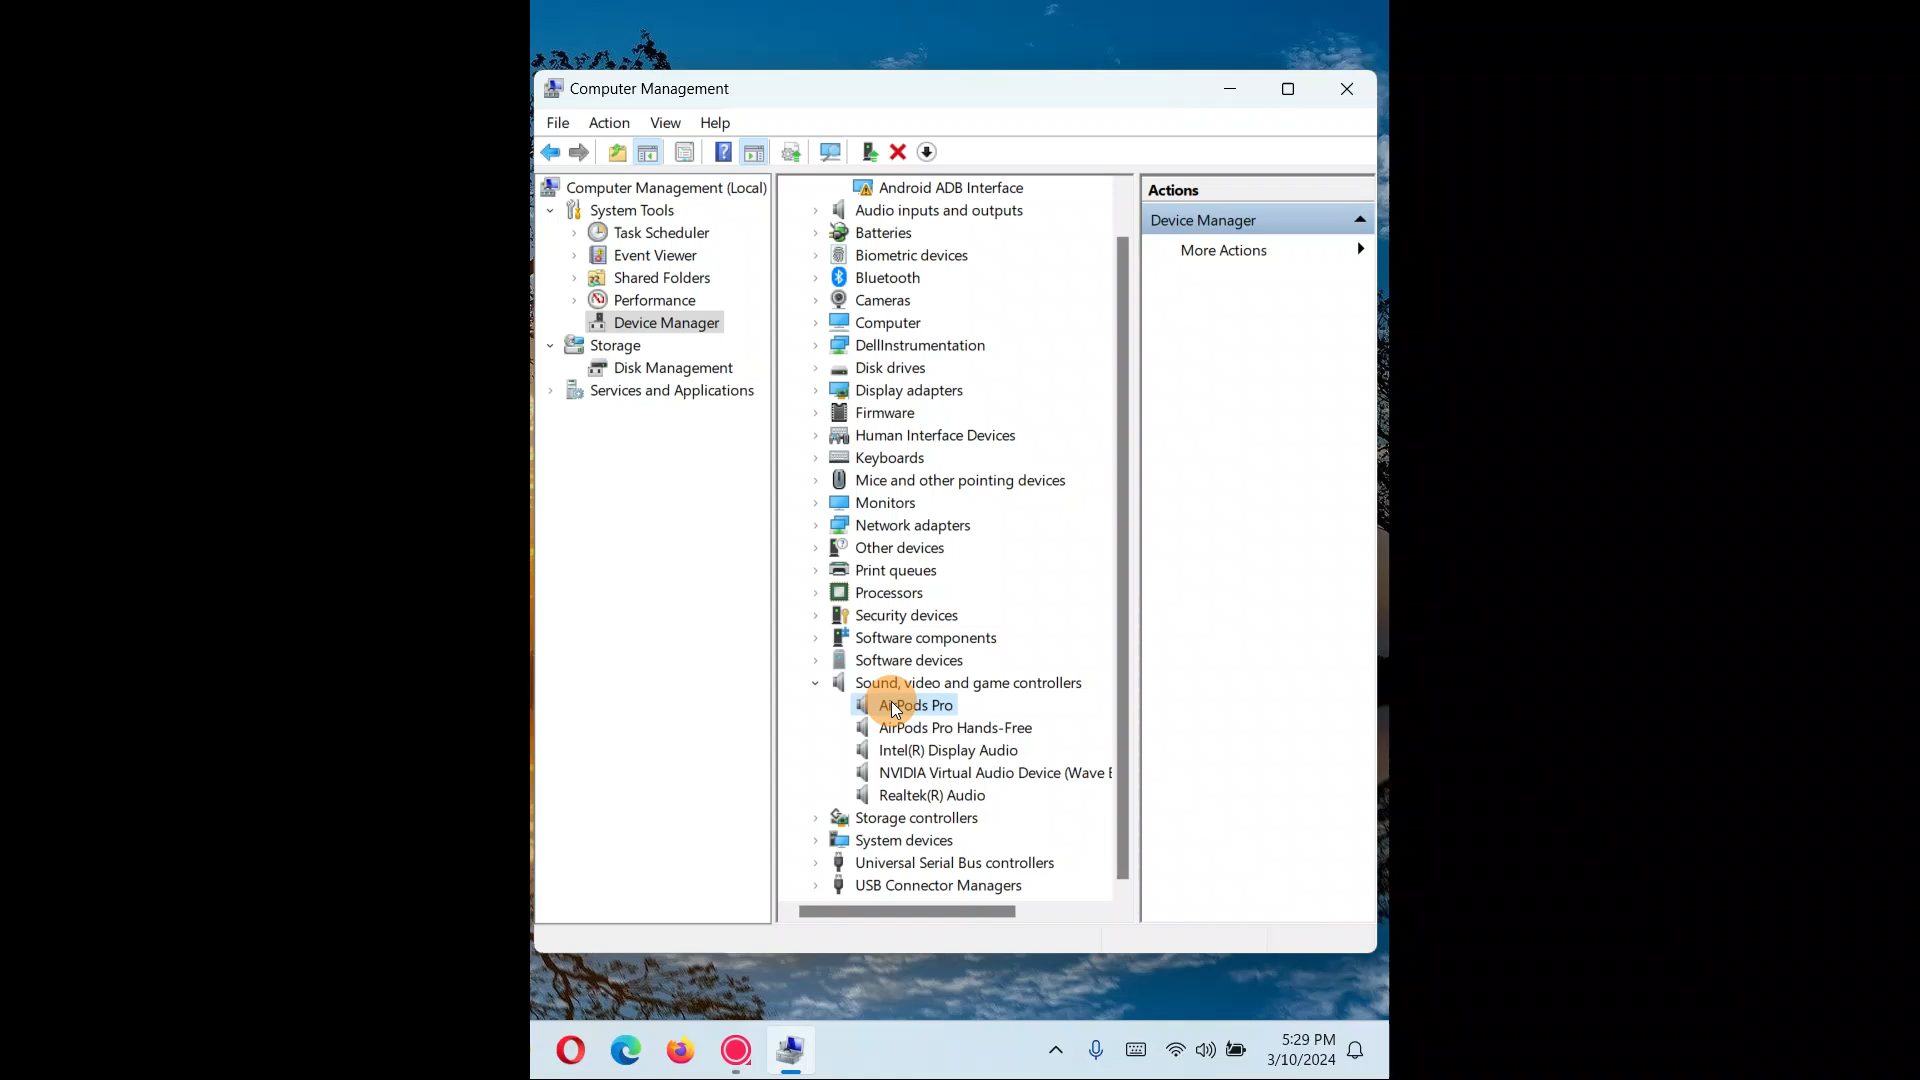 Computer Management
File Action View Help
Computer Management (Local)
System Tools
Task Scheduler
Event Viewer
Shared Folders
Performance
Device Manager
Storage
Disk Management
Services and Applications
Android ADB Interface
Audio inputs and outputs
Batteries
Biometric devices
Bluetooth
Cameras
Computer
DellInstrumentation
Disk drives
Display adapters
Firmware
Human Interface Devices
Keyboards
Mice and other pointing devices
Monitors
Network adapters
Other devices
Print queues
Processors
Security devices
Software components
Software devices
Sound, video and game controllers
AirPods Pro
AirPods Pro Hands-Free
Intel(R) Display Audio
NVIDIA Virtual Audio Device (Wave E
Realtek(R) Audio
Storage controllers
System devices
Universal Serial Bus controllers
USB Connector Managers
Actions
Device Manager
More Actions
5:29 PM
3/10/2024